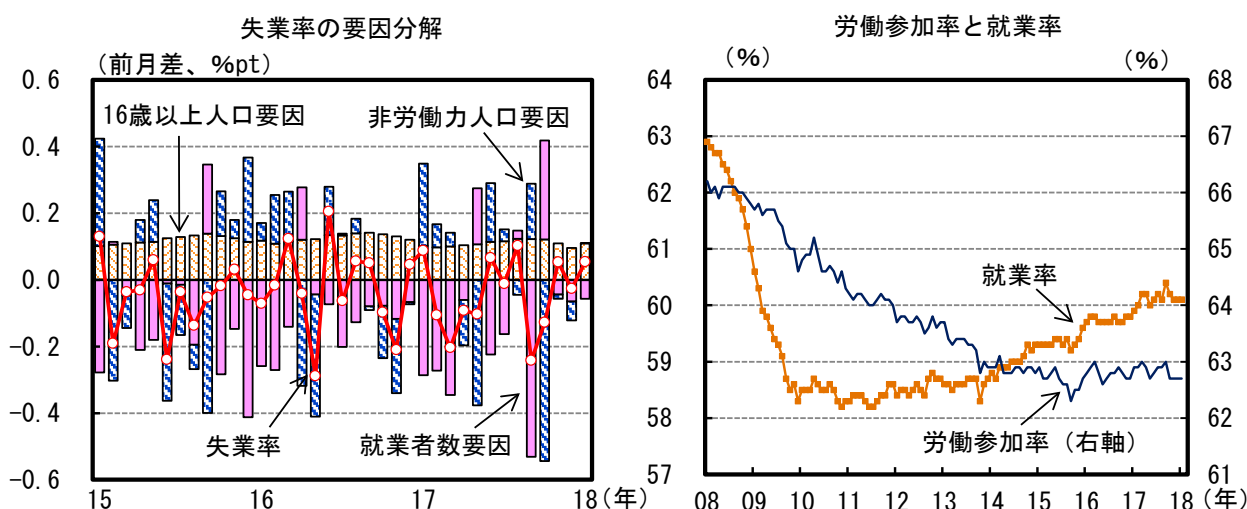 失業率の要因分解
(前月差、%pt)
0.6
0.4
0.2
0.0
-0.2
-0.4
-0.6
16歳以上人口要因
非労働力人口要因
失業率
就業者数要因
15
16
17
18(年)
労働参加率と就業率
(%)
(%)
64
63
62
61
60
59
58
57
68
67
66
65
64
63
62
61
就業率
労働参加率(右軸)
08 09 10 11 12 13 14 15 16 17 18(年)